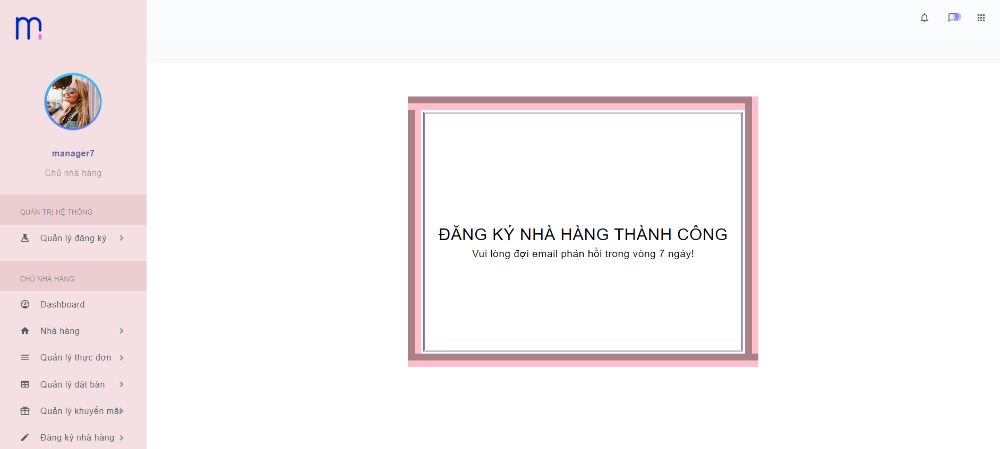 m
manager7
Chủ nhà hàng
QUẢN TRỊ HỆ THỐNG
Quản lý đăng ký
CHỦ NHÀ HÀNG
Dashboard
Nhà hàng
Quản lý thực đơn
Quản lý đặt bàn
Quản lý khuyến mãi
Đăng ký nhà hàng
ĐĂNG KÝ NHÀ HÀNG THÀNH CÔNG
Vui lòng đợi email phản hồi trong vòng 7 ngày!